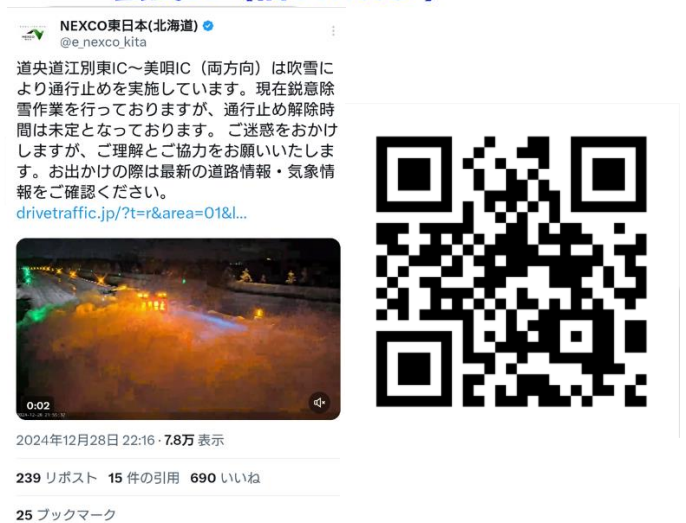 NEXCO東日本(北海道)
@e_nexco_kita
道央道江別東IC～美唄IC（両方向）は吹雪に
より通行止めを実施しています。現在鋭意除
雪作業を行っておりますが、通行止め解除時
間は未定となっております。 ご迷惑をおかけ
しますが、ご理解とご協力をお願いいたしま
す。お出かけの際は最新の道路情報・気象情
報をご確認ください。
drivetraffic.jp/?t=r&area=01&l...
0:02
2024年12月28日 22:16 · 7.8万 表示
239 リポスト 15 件の引用 690 いいね
25 ブックマーク